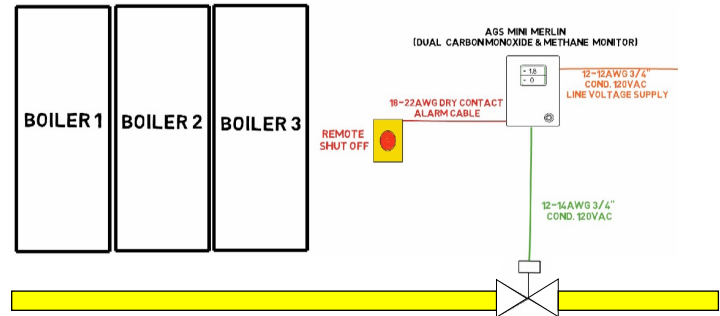 AGS MINI MERLIN
(DUAL CARBONMONOXIDE & METHANE MONITOR)
BOILER 1
BOILER 2
BOILER 3
- 1.8
- 0
12-12AWG 3/4"
COND. 120VAC
LINE VOLTAGE SUPPLY
18-22AWG DRY CONTACT
ALARM CABLE
REMOTE
SHUT OFF
12-14AWG 3/4"
COND. 120VAC